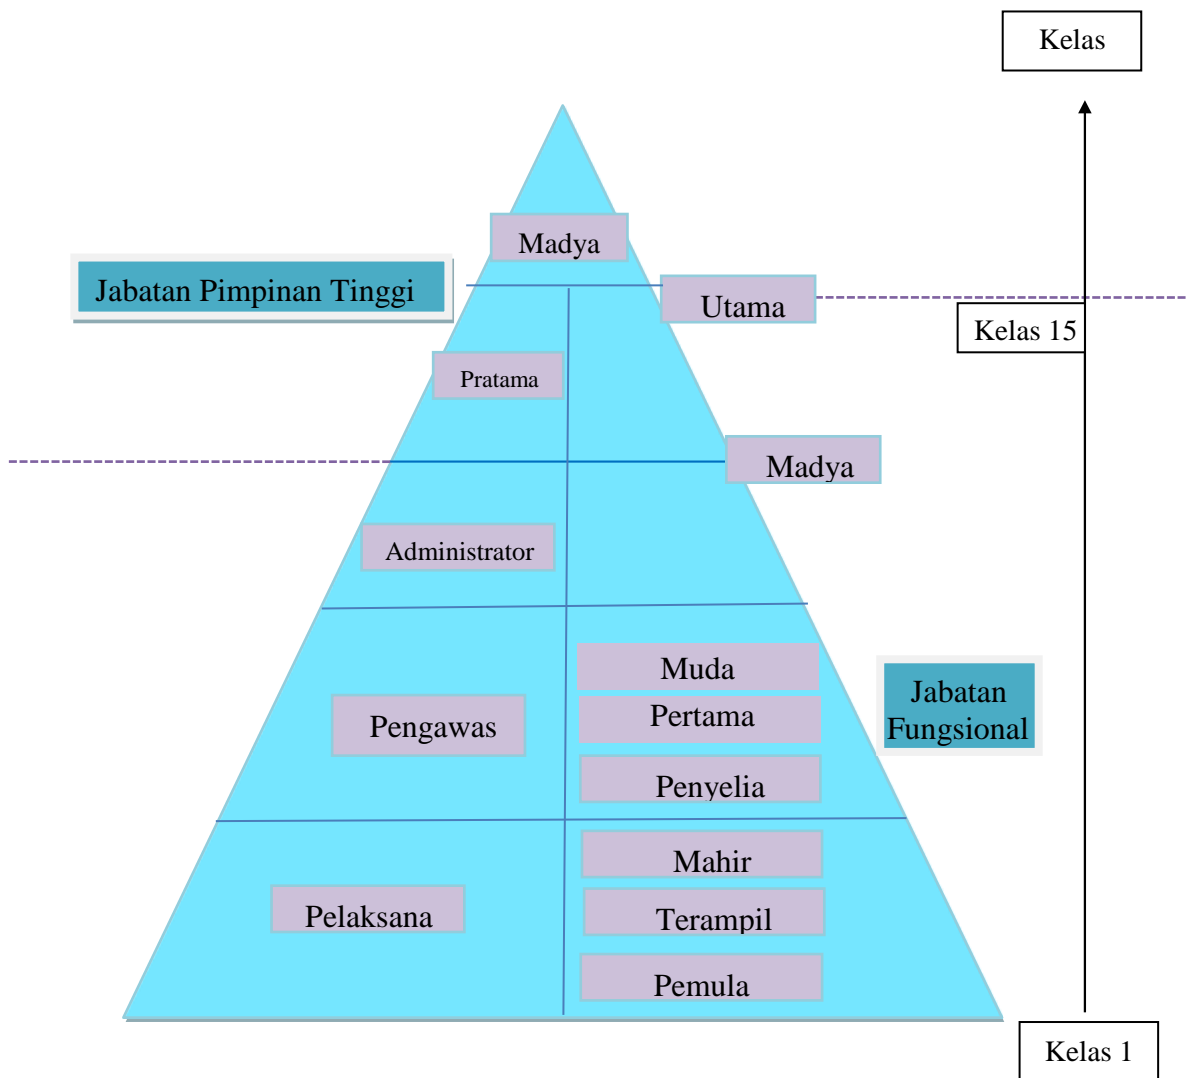 Kelas
Madya
Jabatan Pimpinan Tinggi
Utama
Kelas 15
Pratama
Madya
Administrator
Muda
Jabatan
Fungsional
Pertama
Pengawas
Penyelia
Mahir
Pelaksana
Terampil
Pemula
Kelas 1